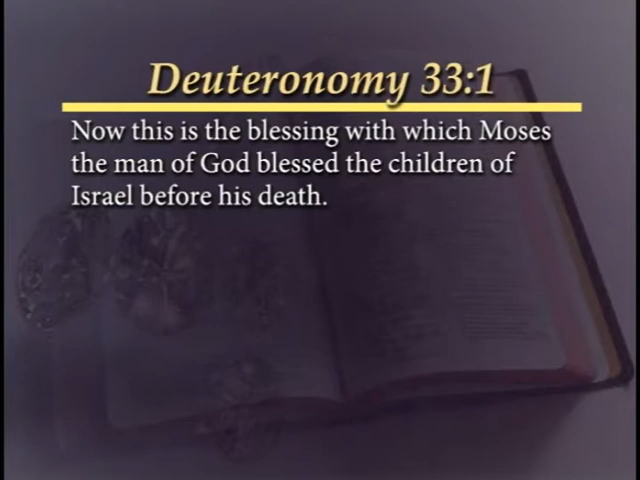 Deuteronomy 33:1
Now this is the blessing with which Moses
the man of God blessed the children of
Israel before his death.